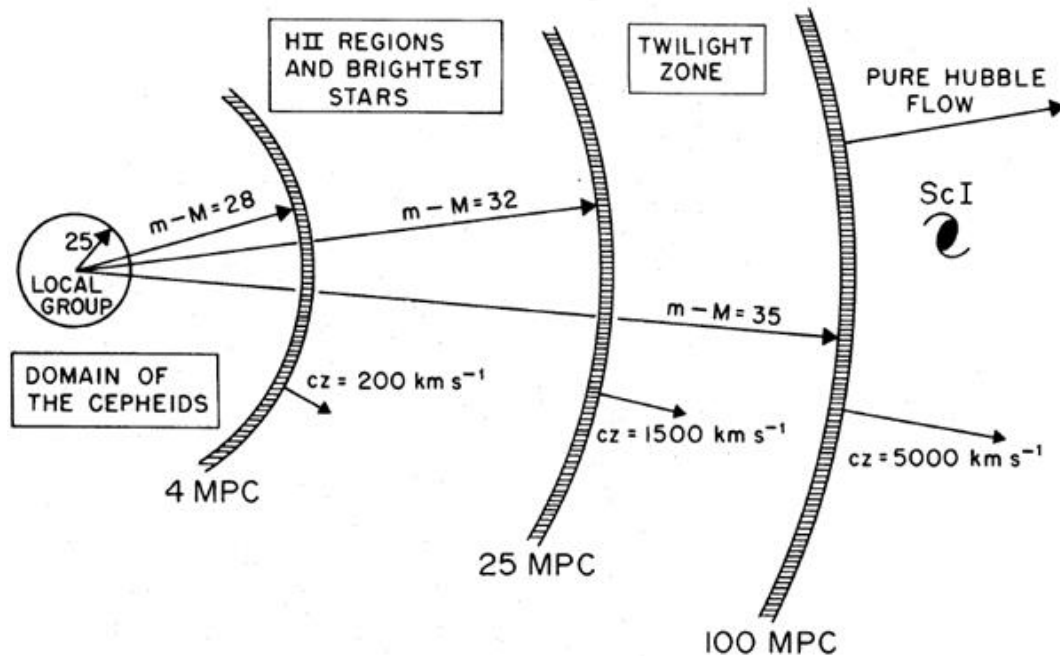 HII REGIONS
AND BRIGHTEST
STARS
TWILIGHT
ZONE
PURE HUBBLE
FLOW
ScI
m-M=28
m-M=32
25
LOCAL
GROUP
m-M=35
DOMAIN OF
THE CEPHEIDS
cz = 200 km s⁻¹
cz = 1500 km s⁻¹
cz = 5000 km s⁻¹
4 MPC
25 MPC
100 MPC